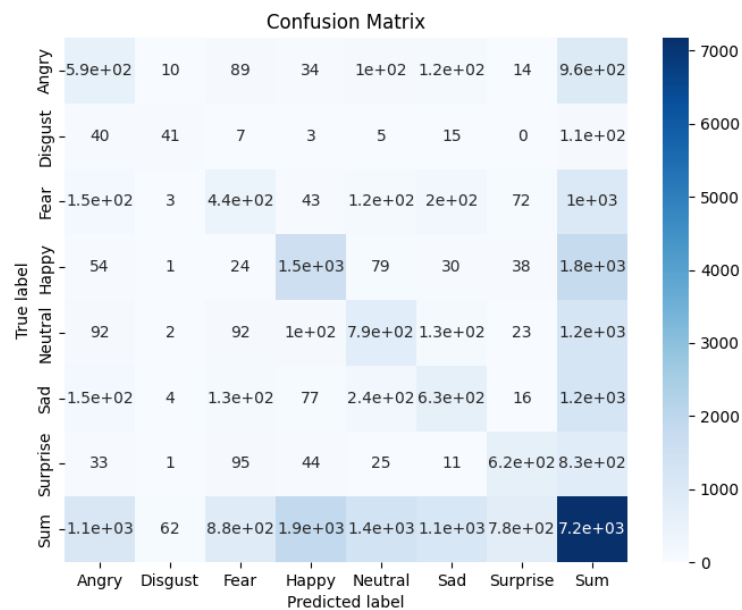 Confusion Matrix
Angry 5.9e+02 10 89 34 1e+02 1.2e+02 14 9.6e+02
Disgust 40 41 7 3 5 15 0 1.1e+02
Fear 1.5e+02 3 4.4e+02 43 1.2e+02 2e+02 72 1e+03
Happy 54 1 24 1.5e+03 79 30 38 1.8e+03
Neutral 92 2 92 1e+02 7.9e+02 1.3e+02 23 1.2e+03
Sad 1.5e+02 4 1.3e+02 77 2.4e+02 6.3e+02 16 1.2e+03
Surprise 33 1 95 44 25 11 6.2e+02 8.3e+02
Sum 1.1e+03 62 8.8e+02 1.9e+03 1.4e+03 1.1e+03 7.8e+02 7.2e+03
Angry Disgust Fear Happy Neutral Sad Surprise Sum
Predicted label
True label
7000
6000
5000
4000
3000
2000
1000
0